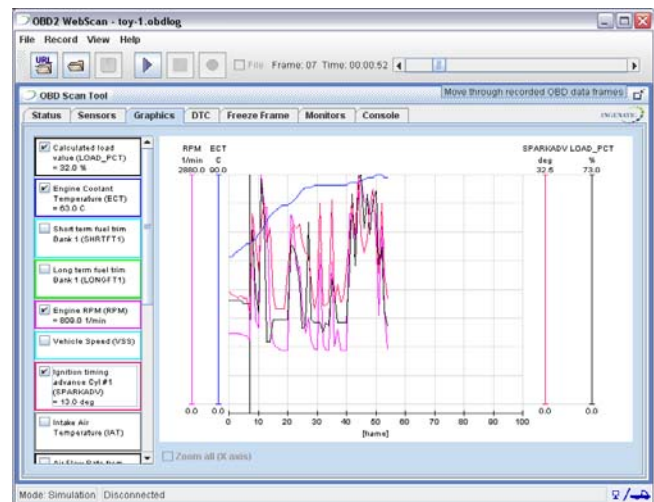 OBD2 WebScan - toy-1.obdlog
File Record View Help
URL File Frame: 07 Time: 00:00:52
OBD Scan Tool
Move through recorded OBD data frames
Status Sensors Graphics DTC Freeze Frame Monitors Console
Calculated load
value (LOAD_PCT)
= 32.0 %
Engine Coolant
Temperature (ECT)
= 63.0 C
Short term fuel trim
Bank 1 (SHRTFT1)
Long term fuel trim
Bank 1 (LONGFT1)
Engine RPM (RPM)
= 809.0 1/min
Vehicle Speed (VSS)
Ignition timing
advance Cyl #1
(SPARKADV)
= 13.0 deg
Intake Air
Temperature (IAT)
Air Flow Rate from
RPM ECT
1/min C
2880.0 90.0
SPARKADV LOAD_PCT
deg %
32.5 73.0
0.0 0.0
0.0 0.0
0 10 20 30 40 50 60 70 80 90 100
[frame]
Zoom all (X axis)
Mode: Simulation Disconnected